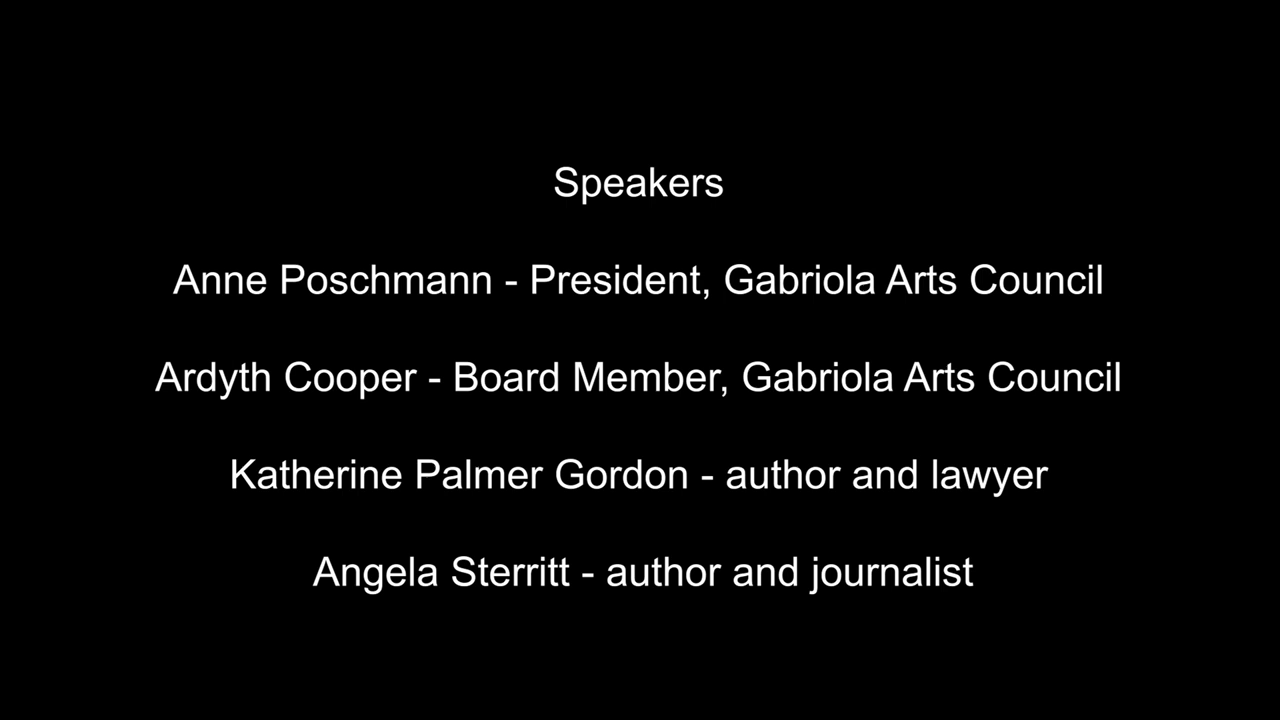 Speakers
Anne Poschmann - President, Gabriola Arts Council
Ardyth Cooper - Board Member, Gabriola Arts Council
Katherine Palmer Gordon - author and lawyer
Angela Sterritt - author and journalist